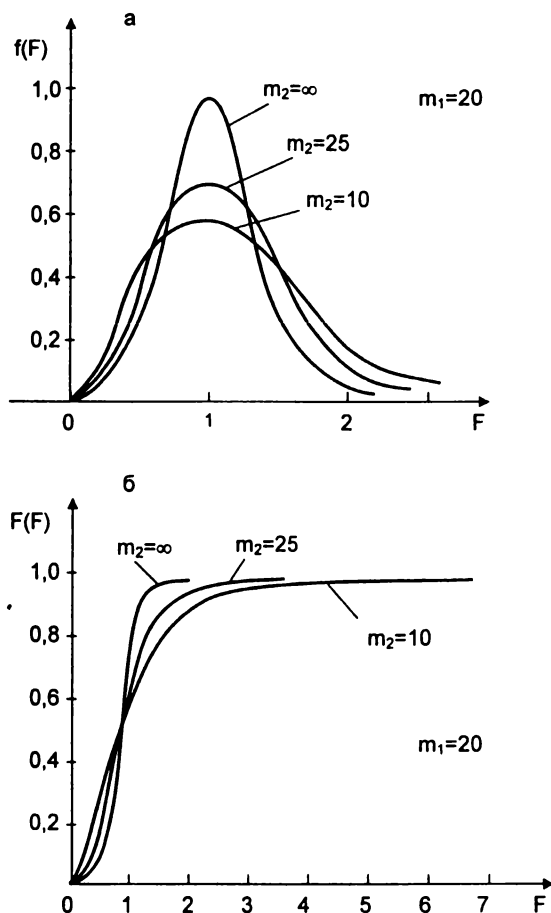 а
f(F)
1,0
0,8
0,6
0,4
0,2
0
1
2
F
m₂=∞
m₂=25
m₂=10
m₁=20
б
F(F)
1,0
0,8
0,6
0,4
0,2
0 1 2 3 4 5 6 7 F
m₂=∞
m₂=25
m₂=10
m₁=20